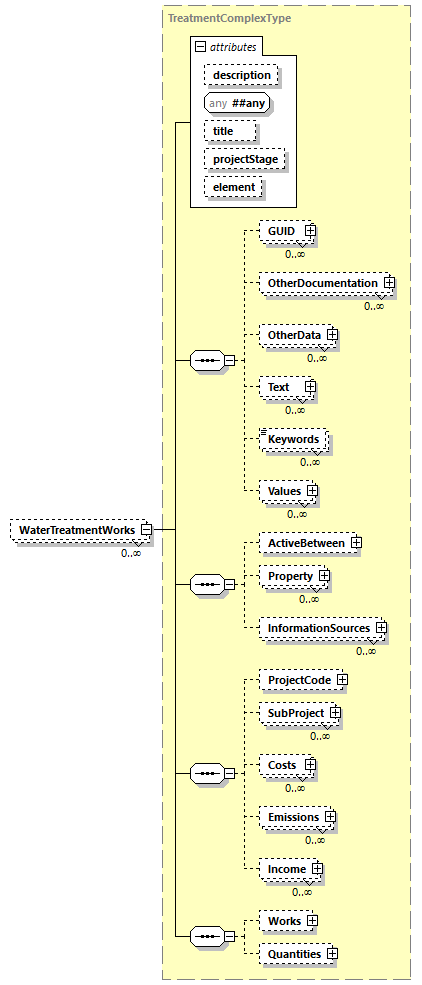 TreatmentComplexType
attributes
description
any ##any
title
projectStage
element
GUID
0..∞
OtherDocumentation
0..∞
OtherData
0..∞
Text
0..∞
Keywords
0..∞
Values
0..∞
WaterTreatmentWorks
0..∞
ActiveBetween
Property
0..∞
InformationSources
0..∞
ProjectCode
SubProject
0..∞
Costs
0..∞
Emissions
0..∞
Income
0..∞
Works
Quantities